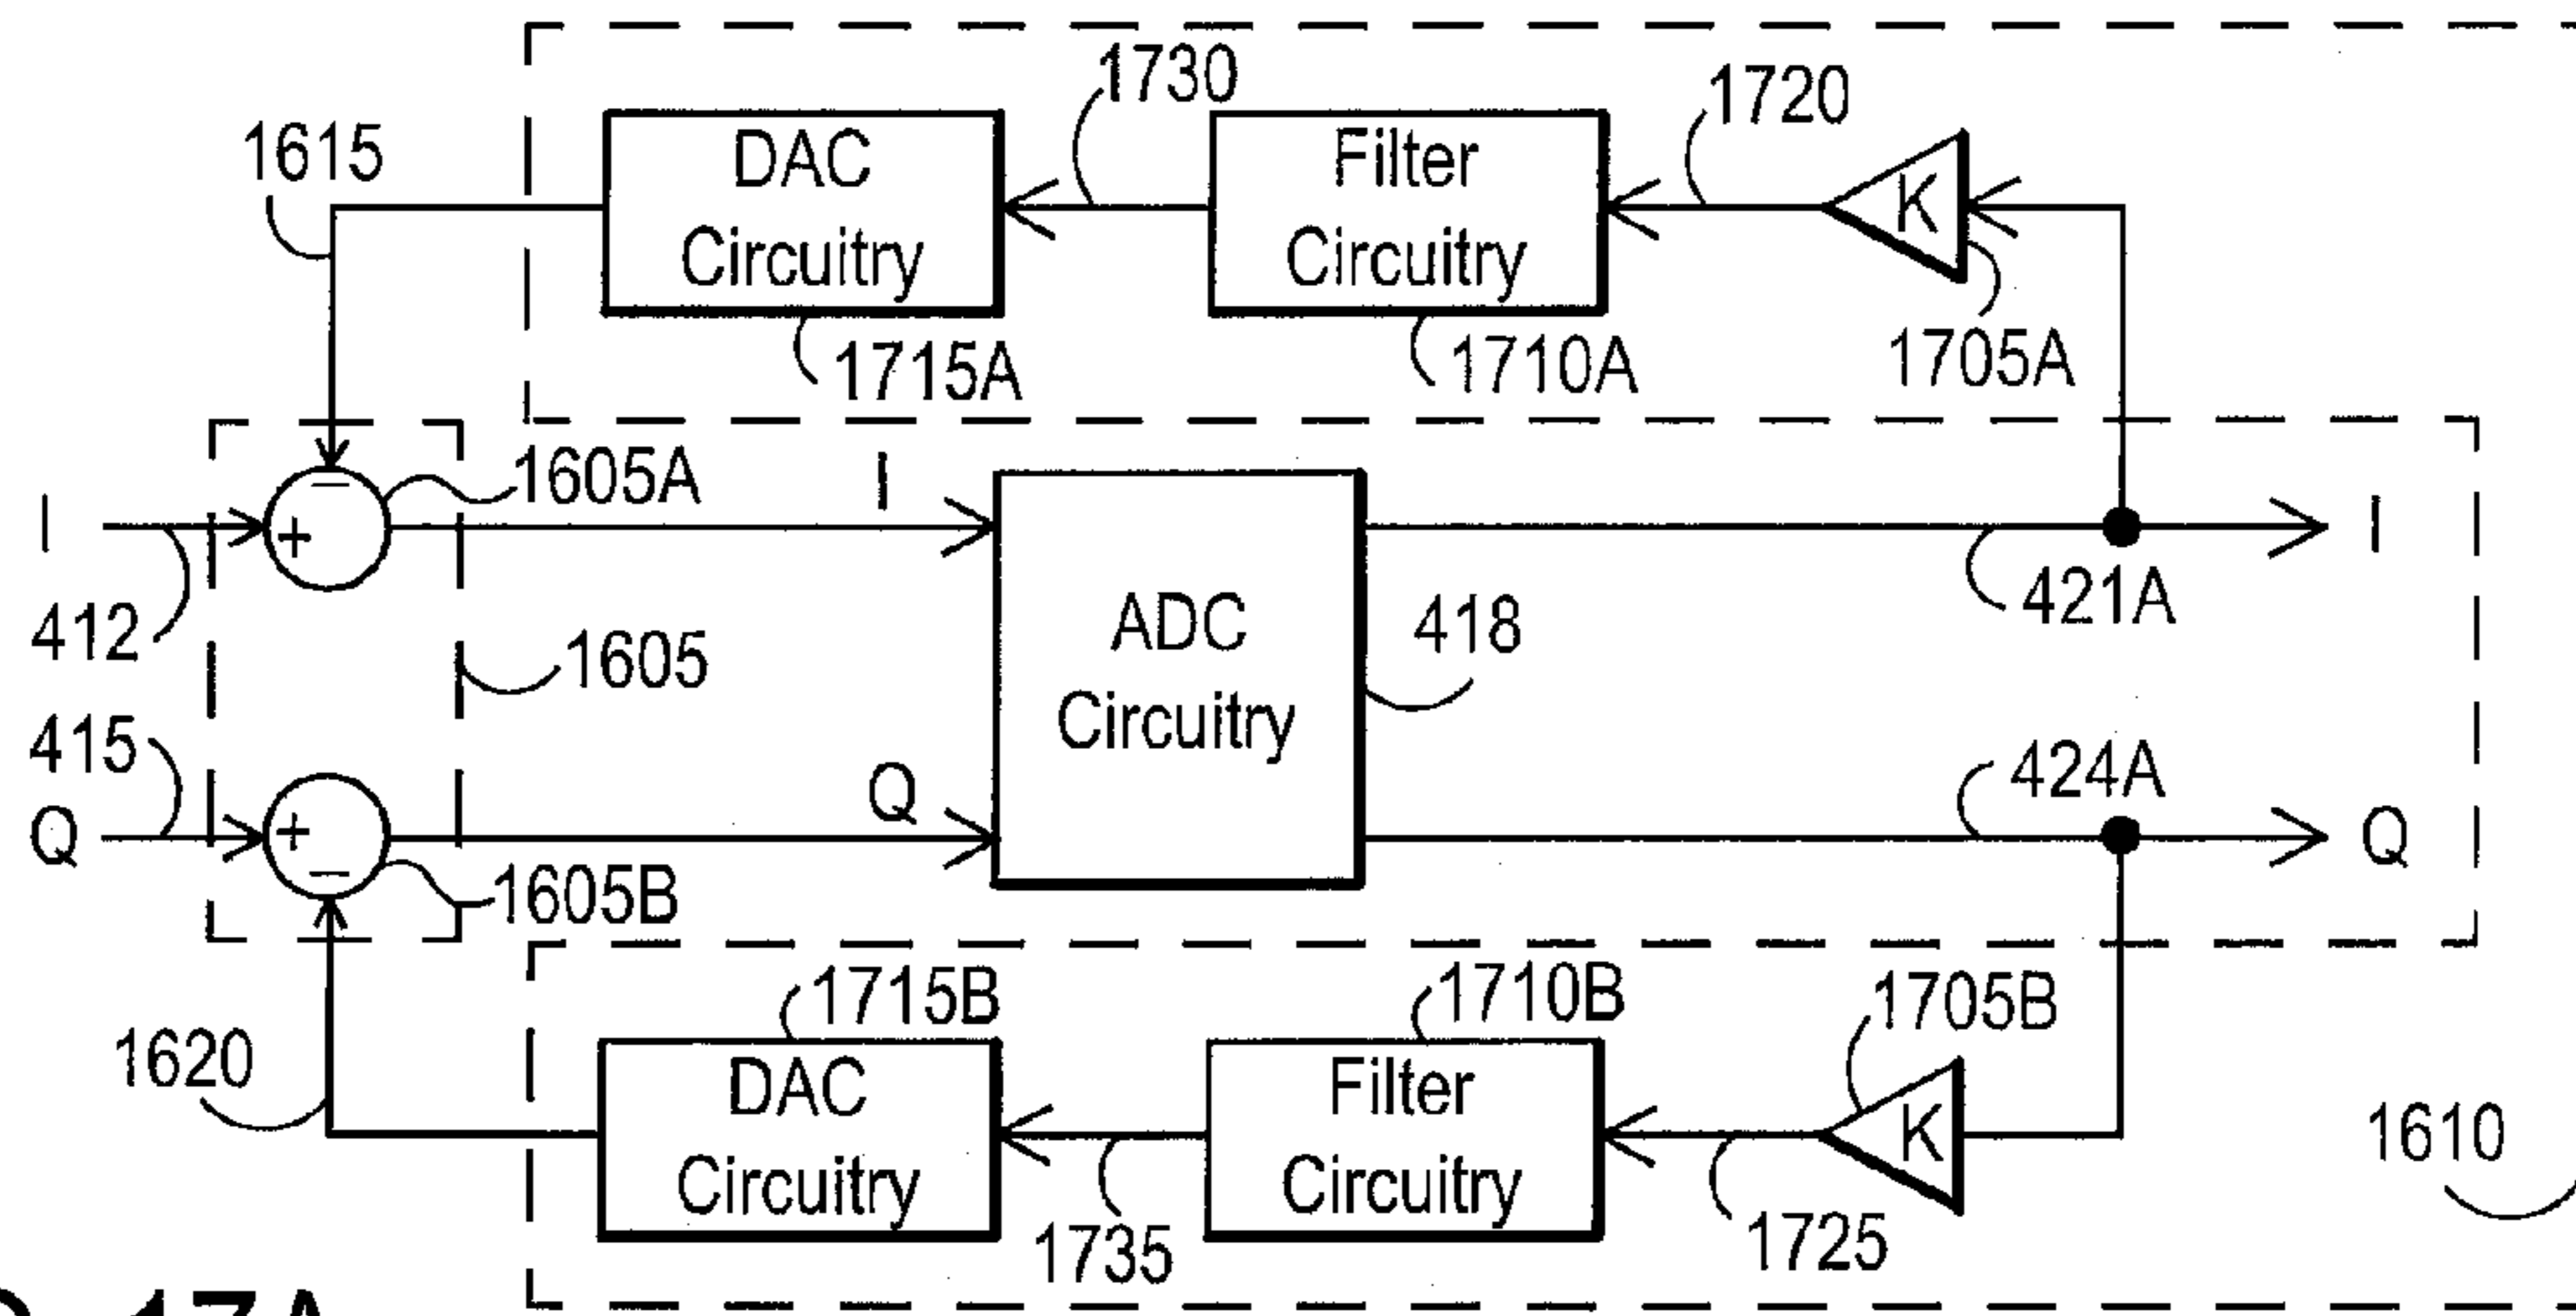 1730
1720
1615
DAC
Circuitry
Filter
Circuitry
K
1715A
1710A
1705A
1605A
I
I
−
+
I
412
1605
ADC
Circuitry
418
421A
415
Q
+
−
Q
424A
Q
1605B
1715B
1710B
1705B
1620
DAC
Circuitry
Filter
Circuitry
K
1610
1735
1725
17A